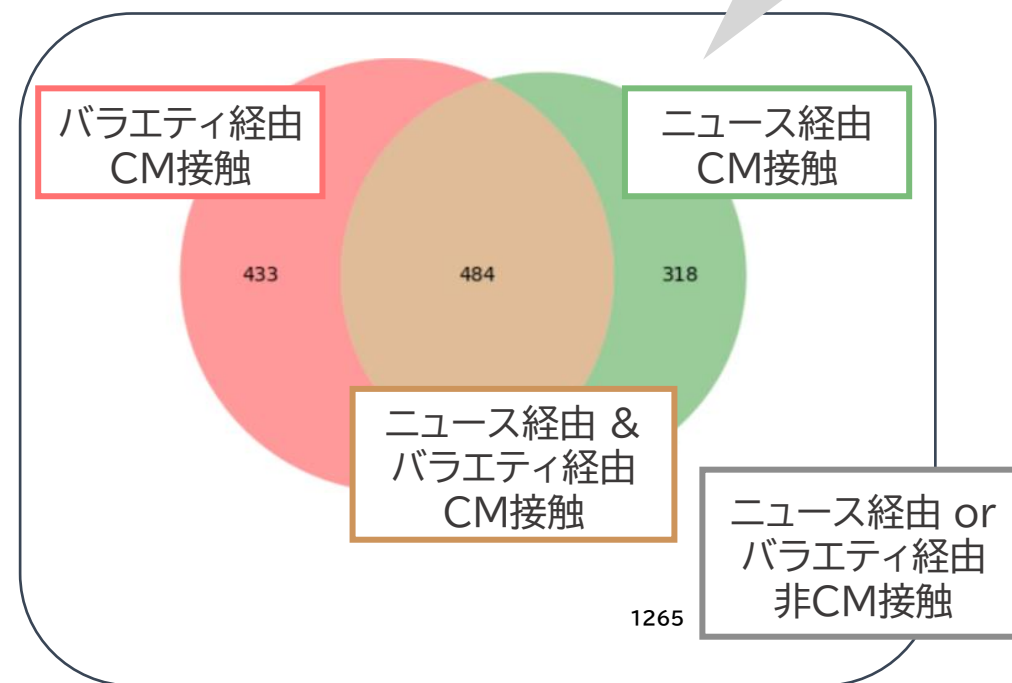 バラエティ経由
CM接触
ニュース経由
CM接触
433
484
318
ニュース経由 &
バラエティ経由
CM接触
ニュース経由 or
バラエティ経由
非CM接触
1265